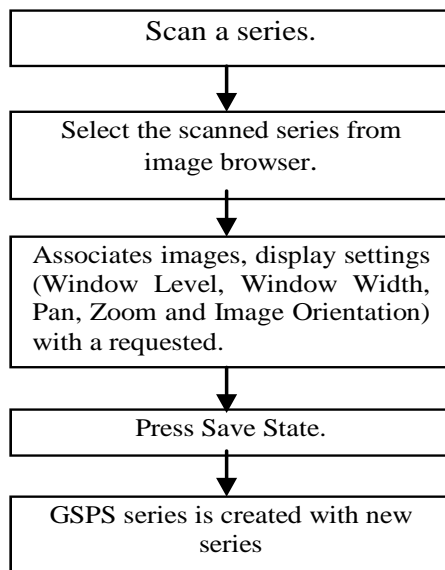 Scan a series.
Select the scanned series from
image browser.
Associates images, display settings
(Window Level, Window Width,
Pan, Zoom and Image Orientation)
with a requested.
Press Save State.
GSPS series is created with new
series